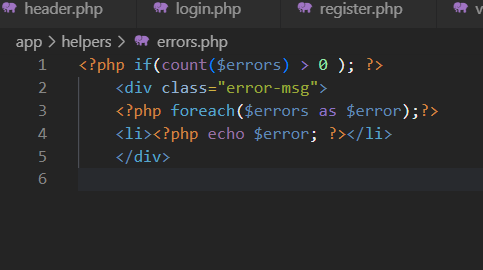 header.php login.php register.php
app > helpers > errors.php
1 <?php if(count($errors) > 0 ); ?>
2 <div class="error-msg">
3 <?php foreach($errors as $error);?>
4 <li><?php echo $error; ?></li>
5 </div>
6